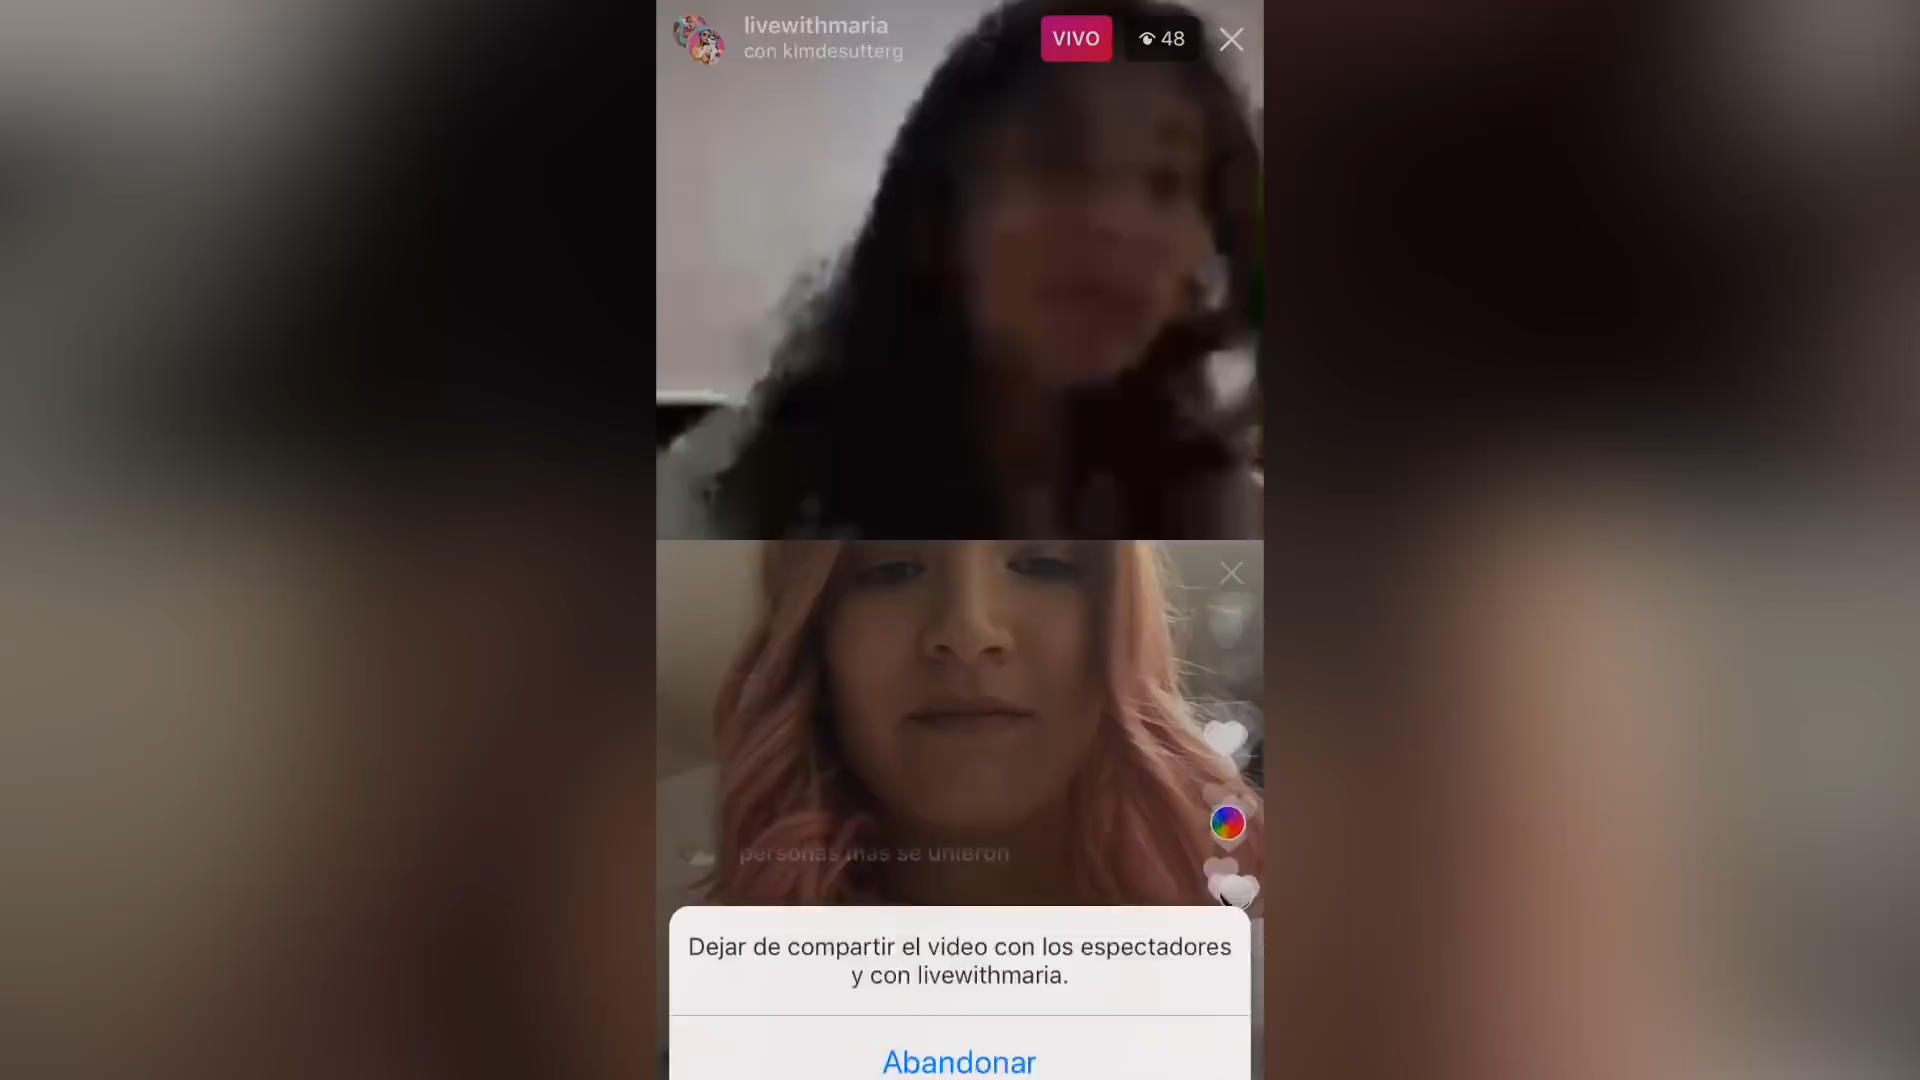 livewithmaria
con kimdesutterg
VIVO
48
personas más se unieron
Dejar de compartir el video con los espectadores
y con livewithmaria.
Abandonar